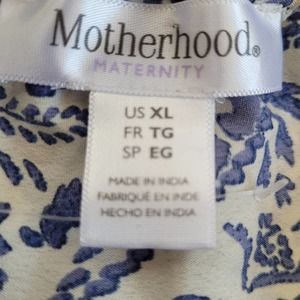 Motherhood®
MATERNITY
US XL
FR TG
SP EG
MADE IN INDIA
FABRIQUÉ EN INDE
HECHO EN INDIA